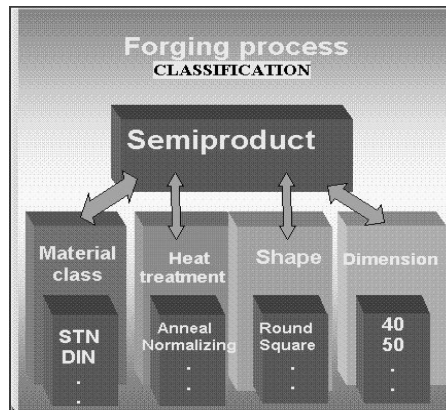 Forging process
CLASSIFICATION
Semiproduct
Material
class
Heat
treatment
Shape
Dimension
STN
DIN
.
.
Anneal
Normalizing
.
.
Round
Square
.
.
40
50
.
.